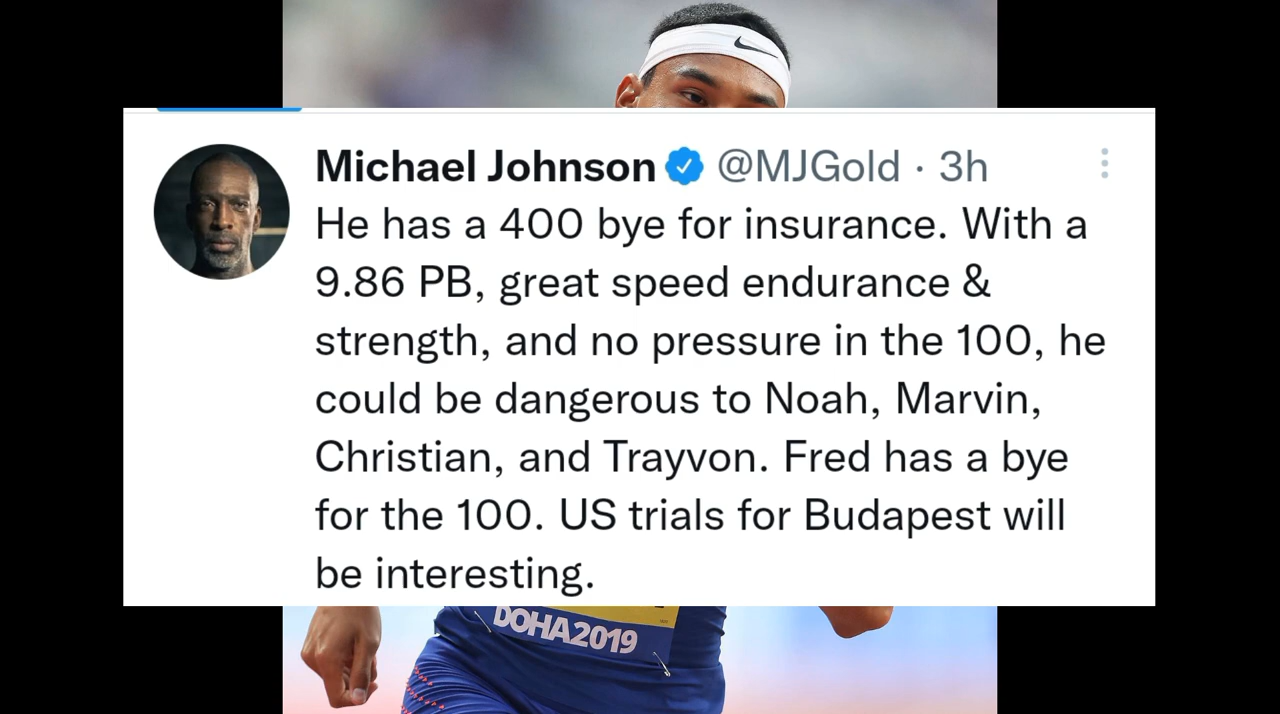 Michael Johnson @MJGold · 3h
He has a 400 bye for insurance. With a
9.86 PB, great speed endurance &
strength, and no pressure in the 100, he
could be dangerous to Noah, Marvin,
Christian, and Trayvon. Fred has a bye
for the 100. US trials for Budapest will
be interesting.
DOHA2019